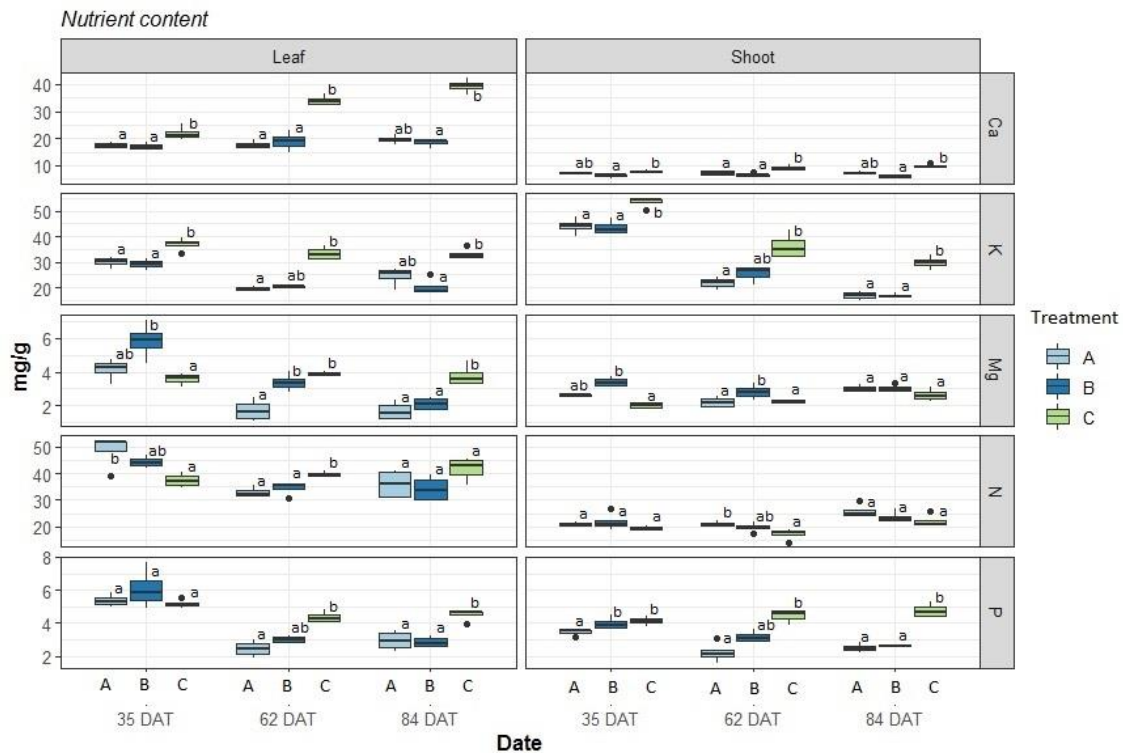 Nutrient content
Leaf Shoot
40
30
20
10
a a b a a b ab a b
ab a b a a b ab a b
Ca
50
40
30
20
a a b a ab b ab a b
a a b a ab b a a b
K
6
4
2
ab b a a b b a a b
ab b a a b a a a a
Mg
50
40
30
20
b ab a a a b a a a
a a a b ab a a a a
N
8
6
4
2
a a a a ab b a a b
a b b a ab b a a b
P
mg/g
A B C A B C A B C A B C A B C A B C
35 DAT 62 DAT 84 DAT 35 DAT 62 DAT 84 DAT
Date
Treatment
A
B
C